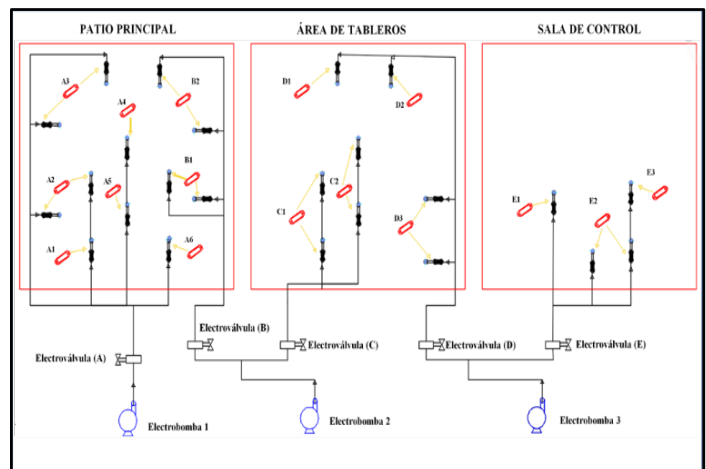 PATIO PRINCIPAL
ÁREA DE TABLEROS
SALA DE CONTROL
A3
B2
A4
D1
D2
A2
A5
B1
C2
E3
E1
E2
C1
D3
A1
A6
Electroválvula (B)
Electroválvula (A)
Electroválvula (C)
Electroválvula (D)
Electroválvula (E)
Electrobomba 1
Electrobomba 2
Electrobomba 3